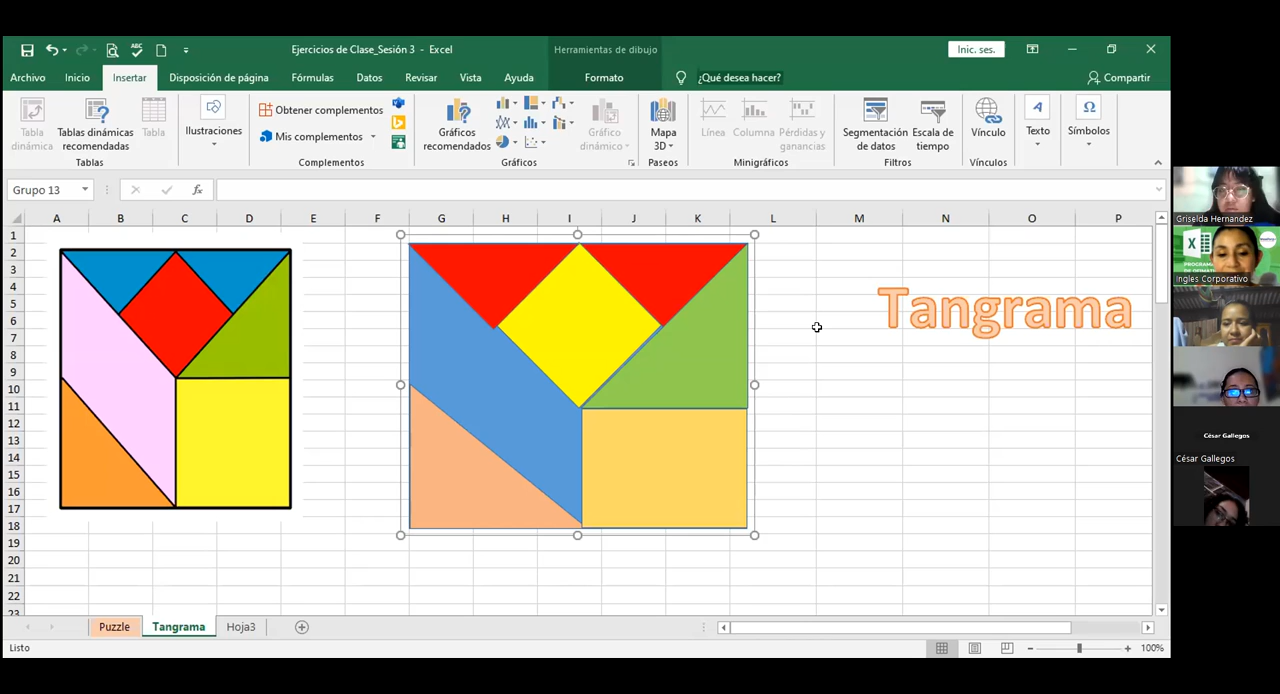 Ejercicios de Clase_Sesión 3 - Excel
Herramientas de dibujo
Inic. ses.
Archivo
Inicio
Insertar
Disposición de página
Fórmulas
Datos
Revisar
Vista
Ayuda
Formato
¿Qué desea hacer?
Compartir
Tabla dinámica
Tablas dinámicas recomendadas
Tabla
Ilustraciones
Obtener complementos
Mis complementos
Gráficos recomendados
Gráfico dinámico
Mapa 3D
Línea
Columna
Pérdidas y ganancias
Segmentación de datos
Escala de tiempo
Vínculo
Texto
Símbolos
Tablas
Complementos
Gráficos
Paseos
Minigráficos
Filtros
Vínculos
Símbolos
Grupo 13
fx
A B C D E F G H I J K L M N O P
1
2
3
4
5
6
7
8
9
10
11
12
13
14
15
16
17
18
19
20
21
22
23
Tangrama
Puzzle
Tangrama
Hoja3
Listo
100%
Griselda Hernandez
Ingles Corporativo
César Gallegos
César Gallegos